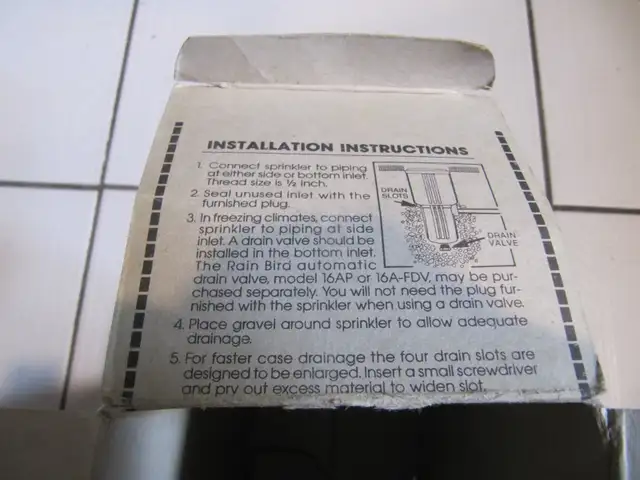 INSTALLATION INSTRUCTIONS
1. Connect sprinkler to piping
at either side or bottom inlet.
Thread size is ½ inch.
2. Seal unused inlet with the
furnished plug.
3. In freezing climates, connect
sprinkler to piping at side
inlet. A drain valve should be
installed in the bottom inlet.
The Rain Bird automatic
drain valve, model 16AP or 16A-FDV, may be pur-
chased separately. You will not need the plug fur-
nished with the sprinkler when using a drain valve.
DRAIN
SLOTS
DRAIN
VALVE
4. Place gravel around sprinkler to allow adequate
drainage.
5. For faster case drainage the four drain slots are
designed to be enlarged. Insert a small screwdriver
and pry out excess material to widen slot.